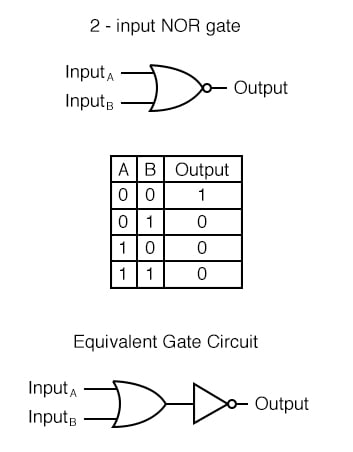 2 - input NOR gate
InputA
InputB
Output
A B Output
0 0 1
0 1 0
1 0 0
1 1 0
Equivalent Gate Circuit
InputA
InputB
Output